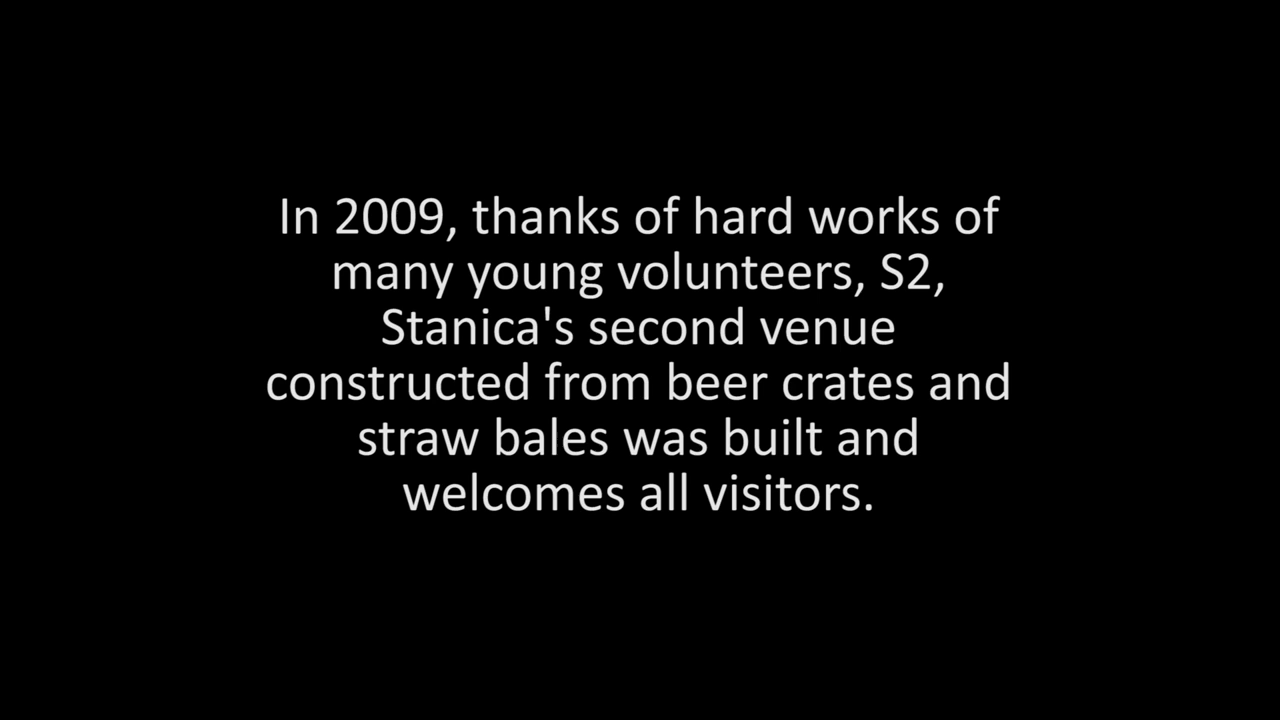 In 2009, thanks of hard works of
many young volunteers, S2,
Stanica's second venue
constructed from beer crates and
straw bales was built and
welcomes all visitors.